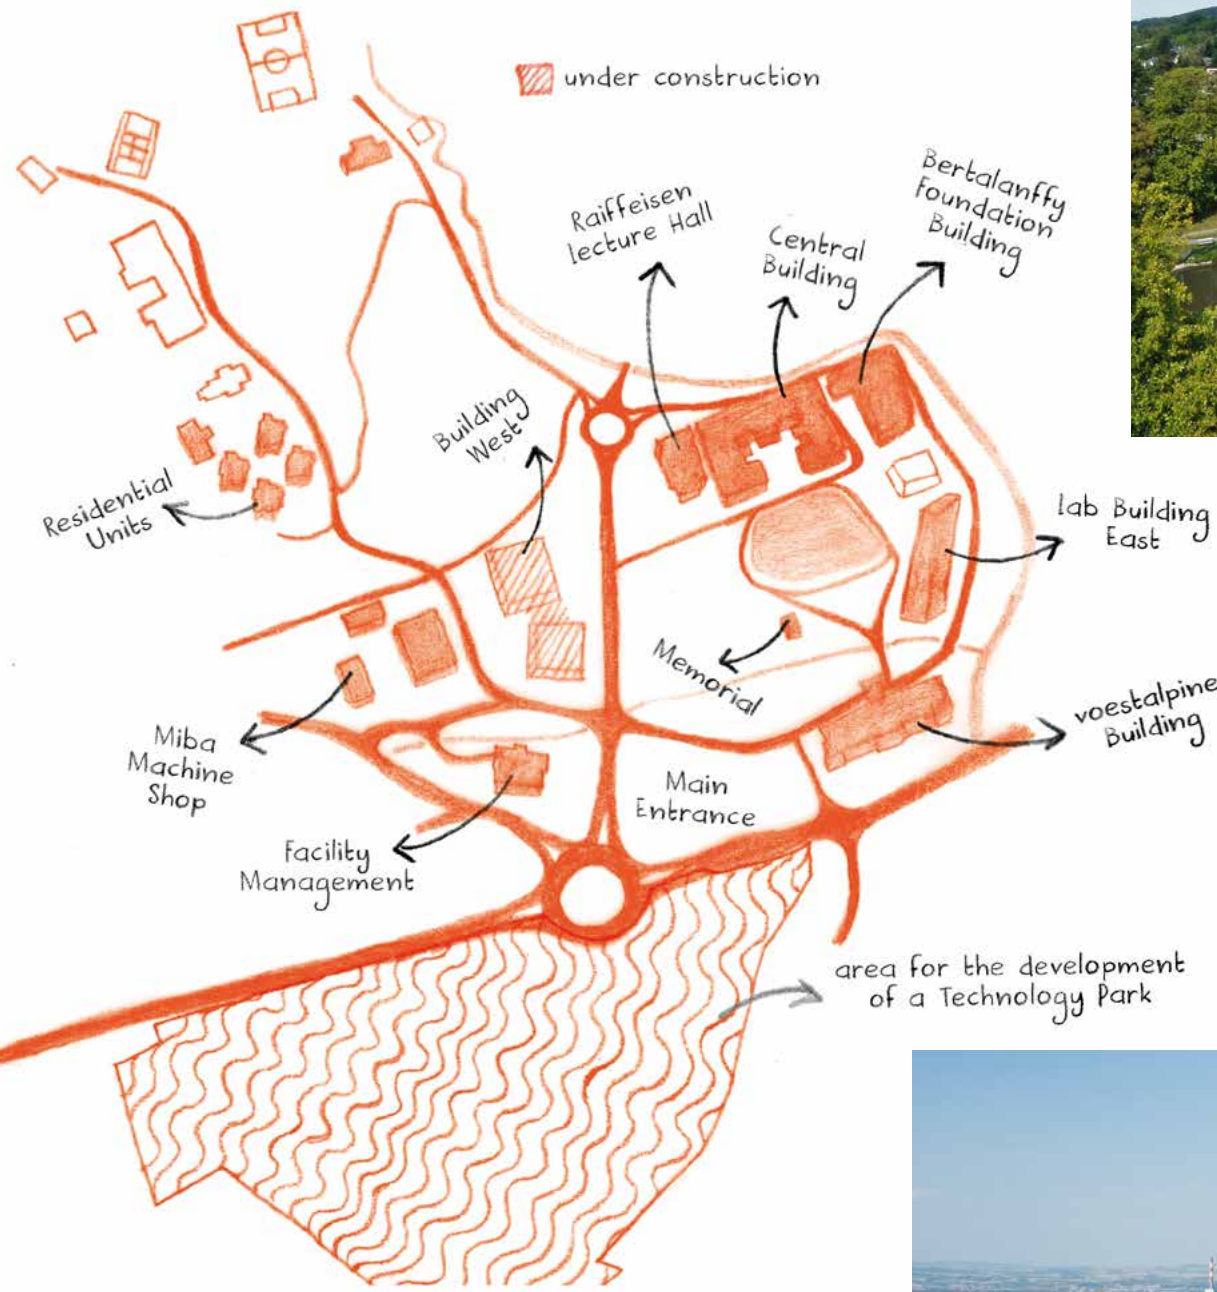 under construction
Bertalanffy
Foundation
Building
Raiffeisen
lecture Hall
Central
Building
Building
West
Residential
Units
lab Building
East
Memorial
voestalpine
Building
Miba
Machine
Shop
Main
Entrance
Facility
Management
area for the development
of a Technology Park